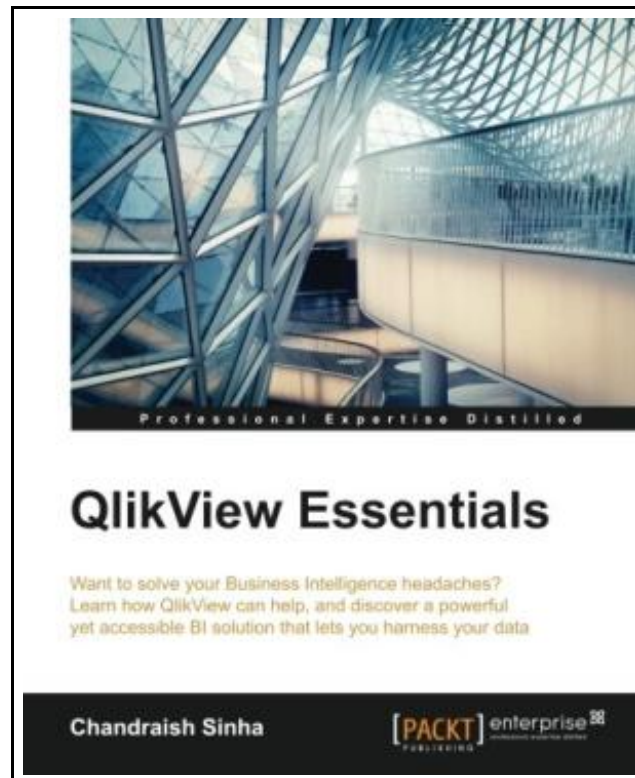 Professional Expertise Distilled
QlikView Essentials
Want to solve your Business Intelligence headaches?
Learn how QlikView can help, and discover a powerful
yet accessible BI solution that lets you harness your data
Chandraish Sinha
[PACKT] enterprise
PUBLISHING